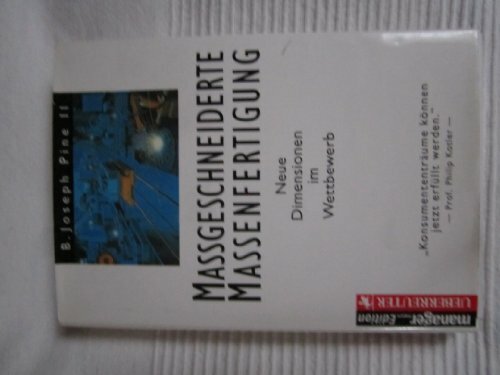 B. Joseph Pine II
MASSGESCHNEIDERTE
MASSENFERTIGUNG
Neue
Dimensionen
im
Wettbewerb
„Konsumententräume können
jetzt erfüllt werden.“
— Prof. Philip Kotler —
manager Edition
UEBERREUTER